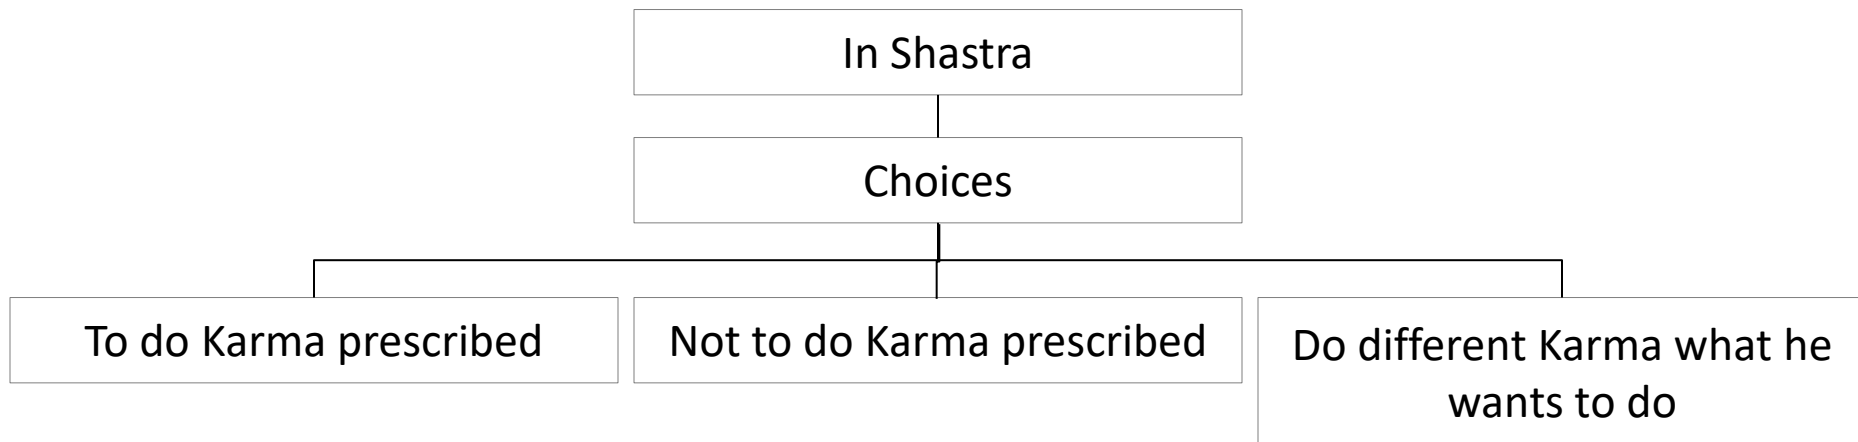 In Shastra
Choices
To do Karma prescribed
Not to do Karma prescribed
Do different Karma what he
wants to do